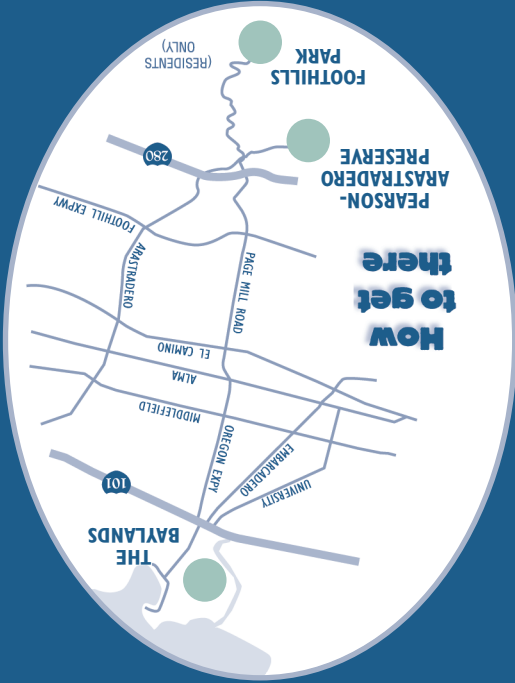 THE
BAYLANDS
101
UNIVERSITY
EMBARCADERO
OREGON EXPY
MIDDLEFIELD
ALMA
EL CAMINO
How
to get
there
PAGE MILL ROAD
ARASTRADERO
FOOTHILL EXPWY
PEARSON-
ARASTRADERO
PRESERVE
280
FOOTHILLS
PARK
(RESIDENTS
ONLY)